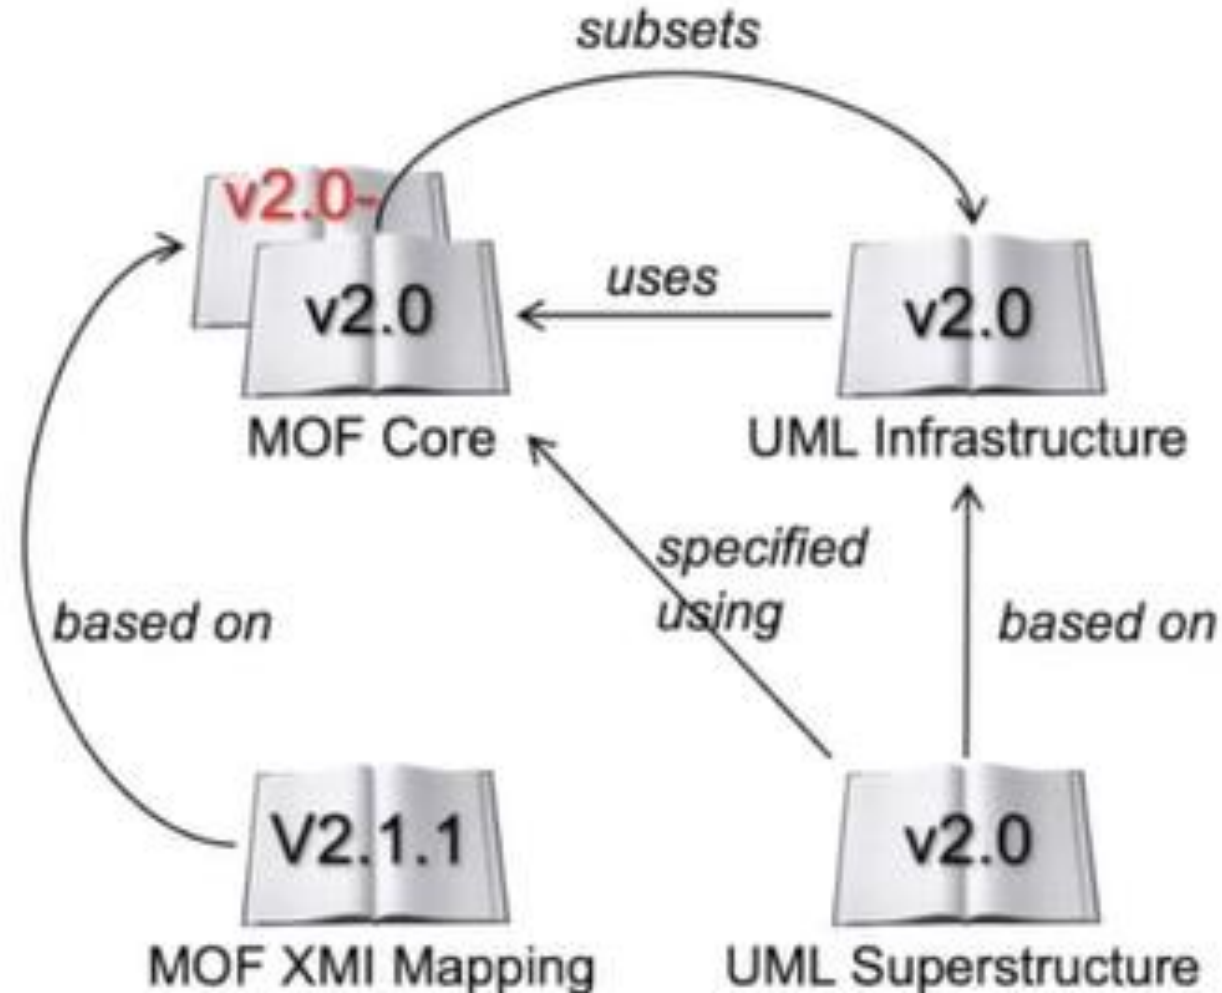 subsets
v2.0-
v2.0
uses
v2.0
MOF Core
UML Infrastructure
specified
using
based on
based on
V2.1.1
v2.0
MOF XMI Mapping
UML Superstructure